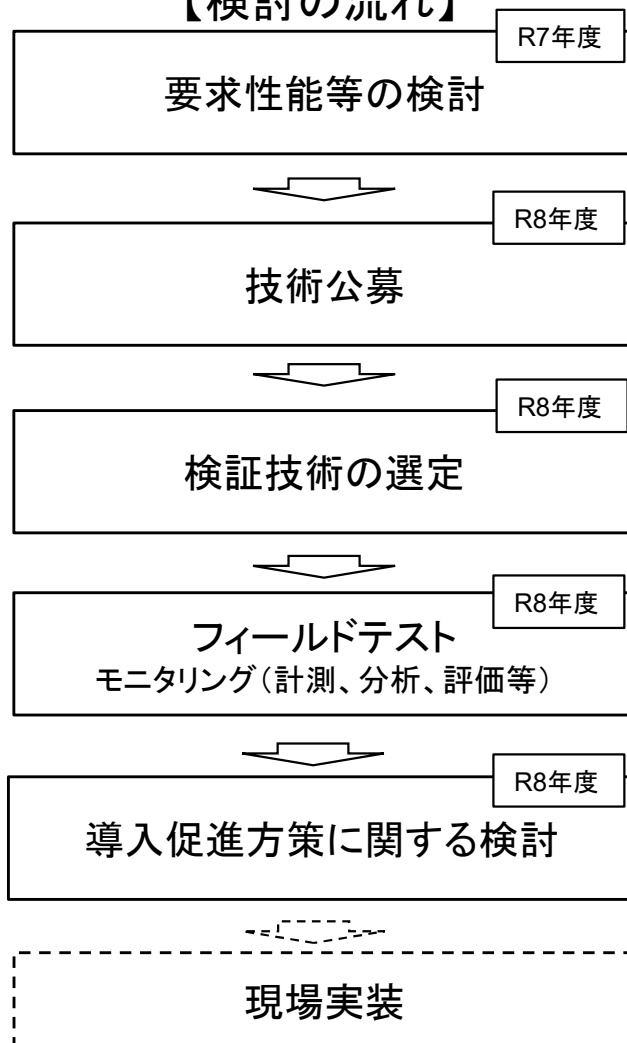 【検討の流れ】
R7年度
要求性能等の検討
R8年度
技術公募
R8年度
検証技術の選定
R8年度
フィールドテスト
モニタリング（計測、分析、評価等）
R8年度
導入促進方策に関する検討
現場実装